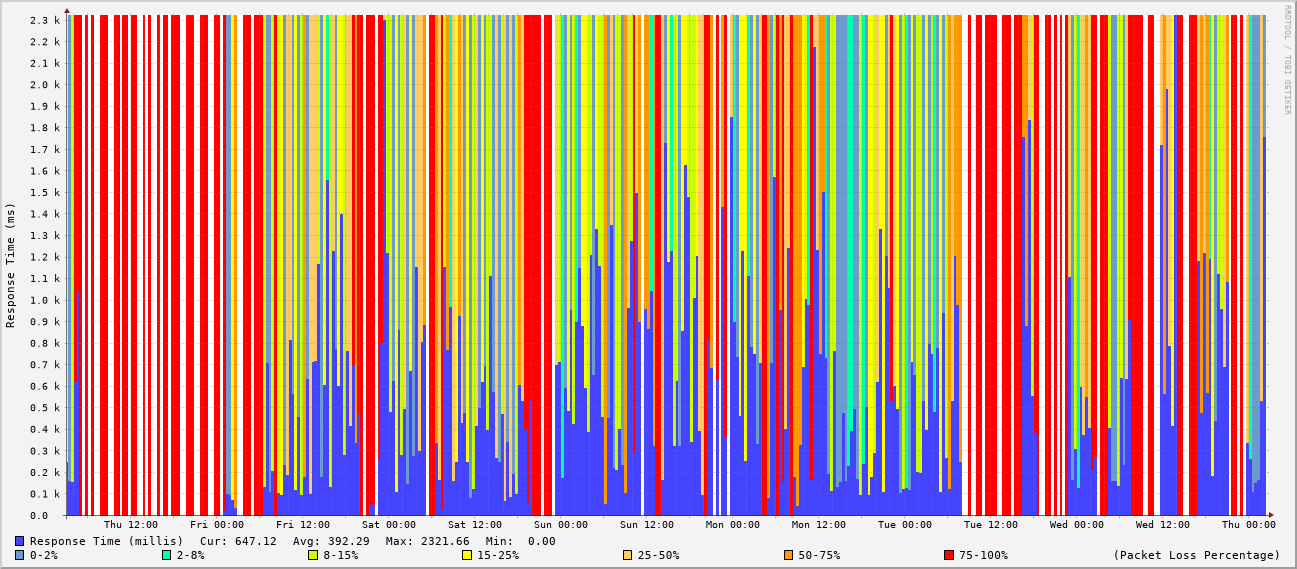 RRDTOOL / TOBI OETIKER
Response Time (ms)
2.3 k
2.2 k
2.1 k
2.0 k
1.9 k
1.8 k
1.7 k
1.6 k
1.5 k
1.4 k
1.3 k
1.2 k
1.1 k
1.0 k
0.9 k
0.8 k
0.7 k
0.6 k
0.5 k
0.4 k
0.3 k
0.2 k
0.1 k
0.0
Thu 12:00 Fri 00:00 Fri 12:00 Sat 00:00 Sat 12:00 Sun 00:00 Sun 12:00 Mon 00:00 Mon 12:00 Tue 00:00 Tue 12:00 Wed 00:00 Wed 12:00 Thu 00:00
Response Time (millis) Cur: 647.12 Avg: 392.29 Max: 2321.66 Min: 0.00
0-2% 2-8% 8-15% 15-25% 25-50% 50-75% 75-100% (Packet Loss Percentage)